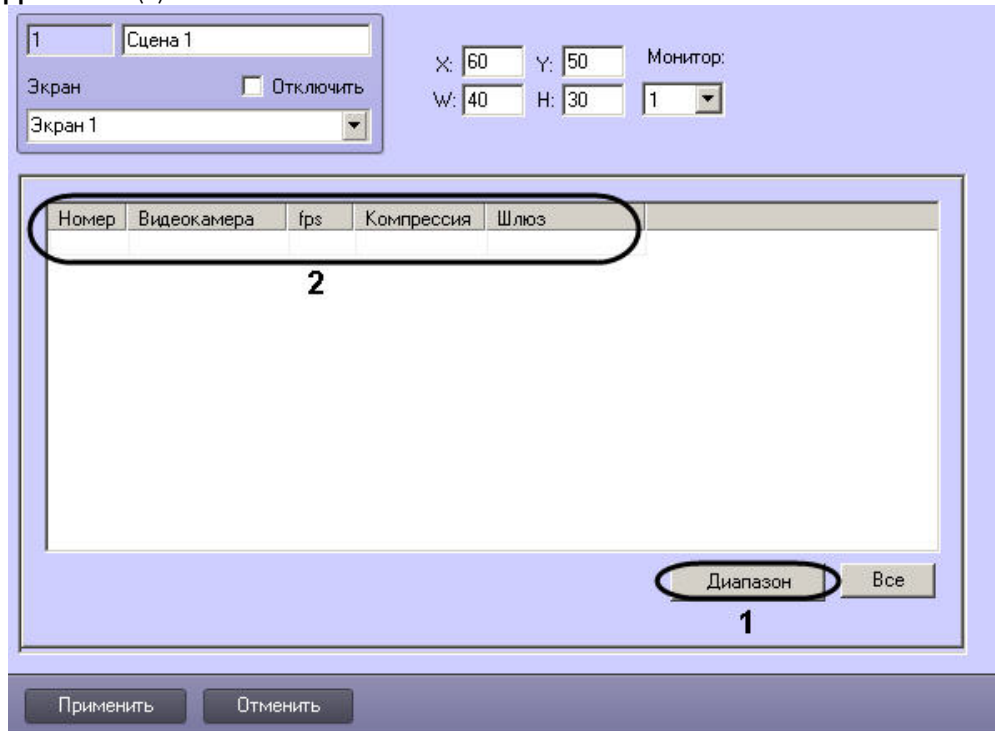 1 Сцена 1
Экран Отключить
Экран 1
X: 60 Y: 50 Монитор:
W: 40 H: 30 1
Номер Видеокамера fps Компрессия Шлюз
2
Диапазон Все
1
Применить Отменить